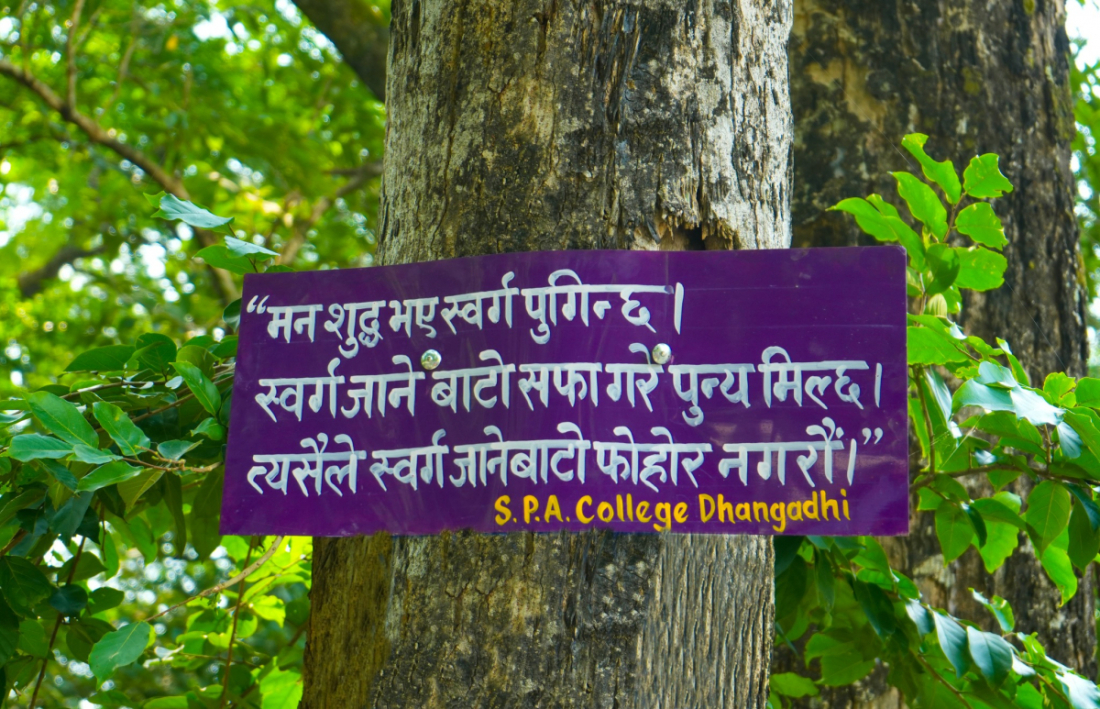 “मन शुद्ध भए स्वर्ग पुगिन्छ।
स्वर्ग जाने बाटो सफा गरे पुन्य मिल्छ।
त्यसैले स्वर्ग जाने बाटो फोहोर नगरौं।”
S.P.A. College Dhangadhi